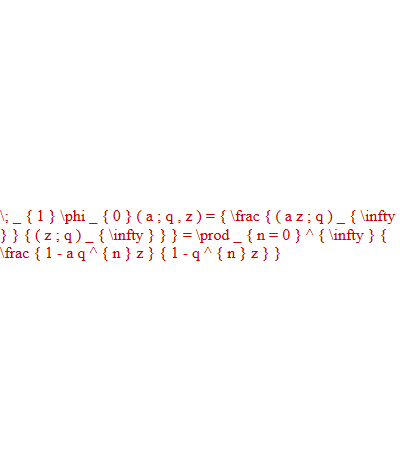 \; _ { 1 } \phi _ { 0 } ( a ; q , z ) = { \frac { ( a z ; q ) _ { \infty
} } { ( z ; q ) _ { \infty } } } = \prod _ { n = 0 } ^ { \infty } {
\frac { 1 - a q ^ { n } z } { 1 - q ^ { n } z } }